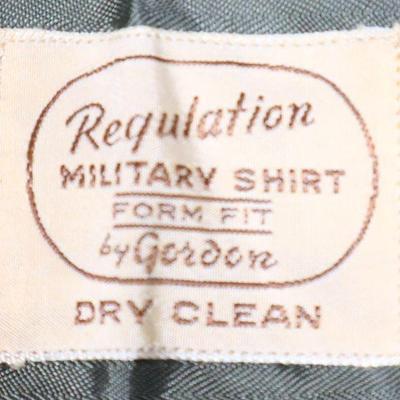 Regulation
MILITARY SHIRT
FORM FIT
by Gordon
DRY CLEAN